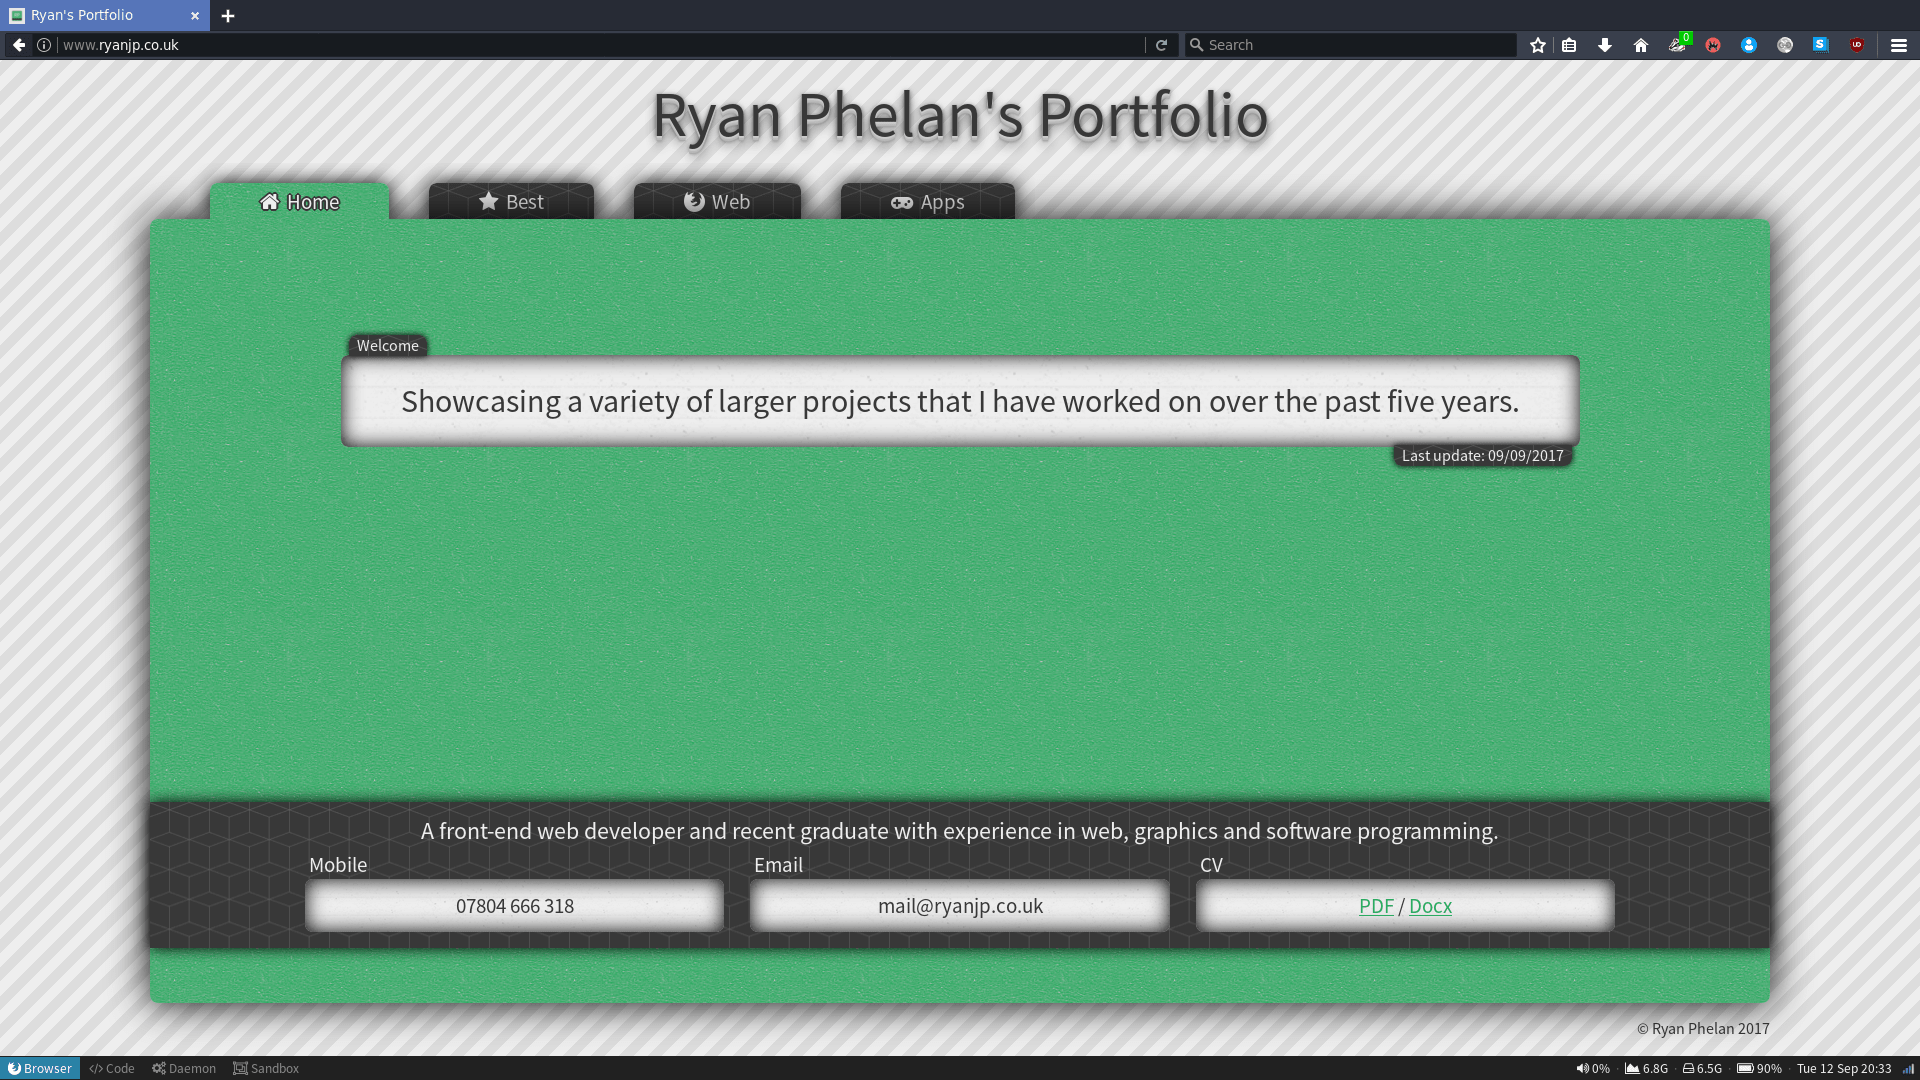 Ryan's Portfolio
www.ryanjp.co.uk
Search
0
Ryan Phelan's Portfolio
Home
Best
Web
Apps
Welcome
Showcasing a variety of larger projects that I have worked on over the past five years.
Last update: 09/09/2017
A front-end web developer and recent graduate with experience in web, graphics and software programming.
Mobile
Email
CV
07804 666 318
mail@ryanjp.co.uk
PDF / Docx
© Ryan Phelan 2017
Browser
Code
Daemon
Sandbox
0% · 6.8G · 6.5G · 90% · Tue 12 Sep 20:33